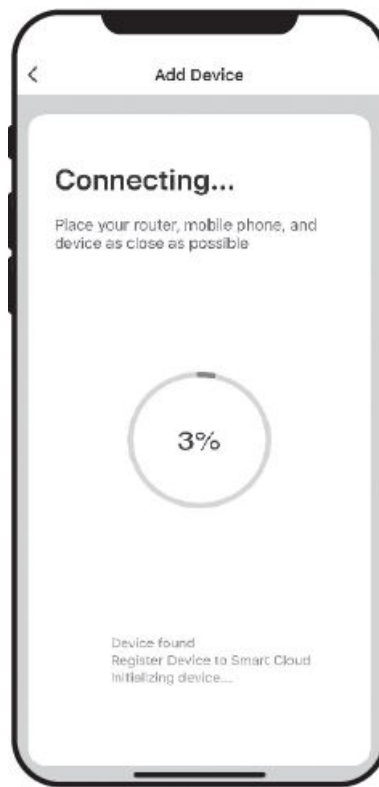 Add Device
Connecting...
Place your router, mobile phone, and
device as close as possible
3%
Device found
Register Device to Smart Cloud
Initializing device...